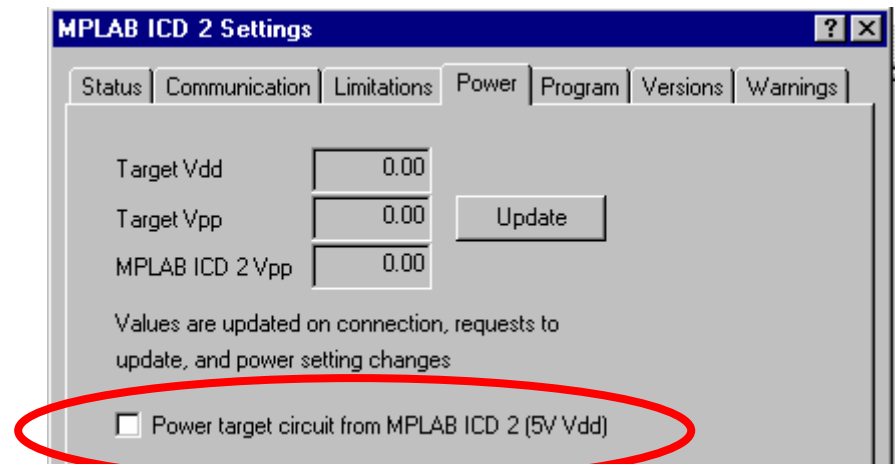 MPLAB ICD 2 Settings
Status Communication Limitations Power Program Versions Warnings
Target Vdd 0.00
Target Vpp 0.00 Update
MPLAB ICD 2 Vpp 0.00
Values are updated on connection, requests to
update, and power setting changes
Power target circuit from MPLAB ICD 2 (5V Vdd)